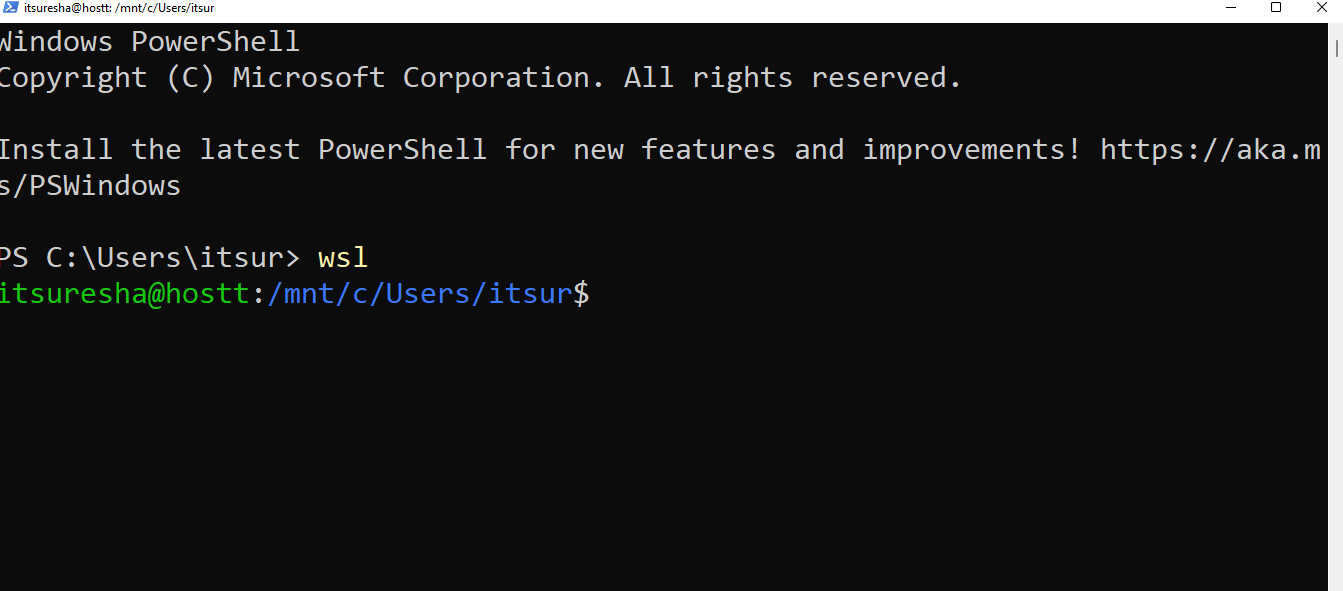 itsuresha@hostt: /mnt/c/Users/itsur
Windows PowerShell
Copyright (C) Microsoft Corporation. All rights reserved.
Install the latest PowerShell for new features and improvements! https://aka.m
s/PSWindows
PS C:\Users\itsur> wsl
itsuresha@hostt:/mnt/c/Users/itsur$